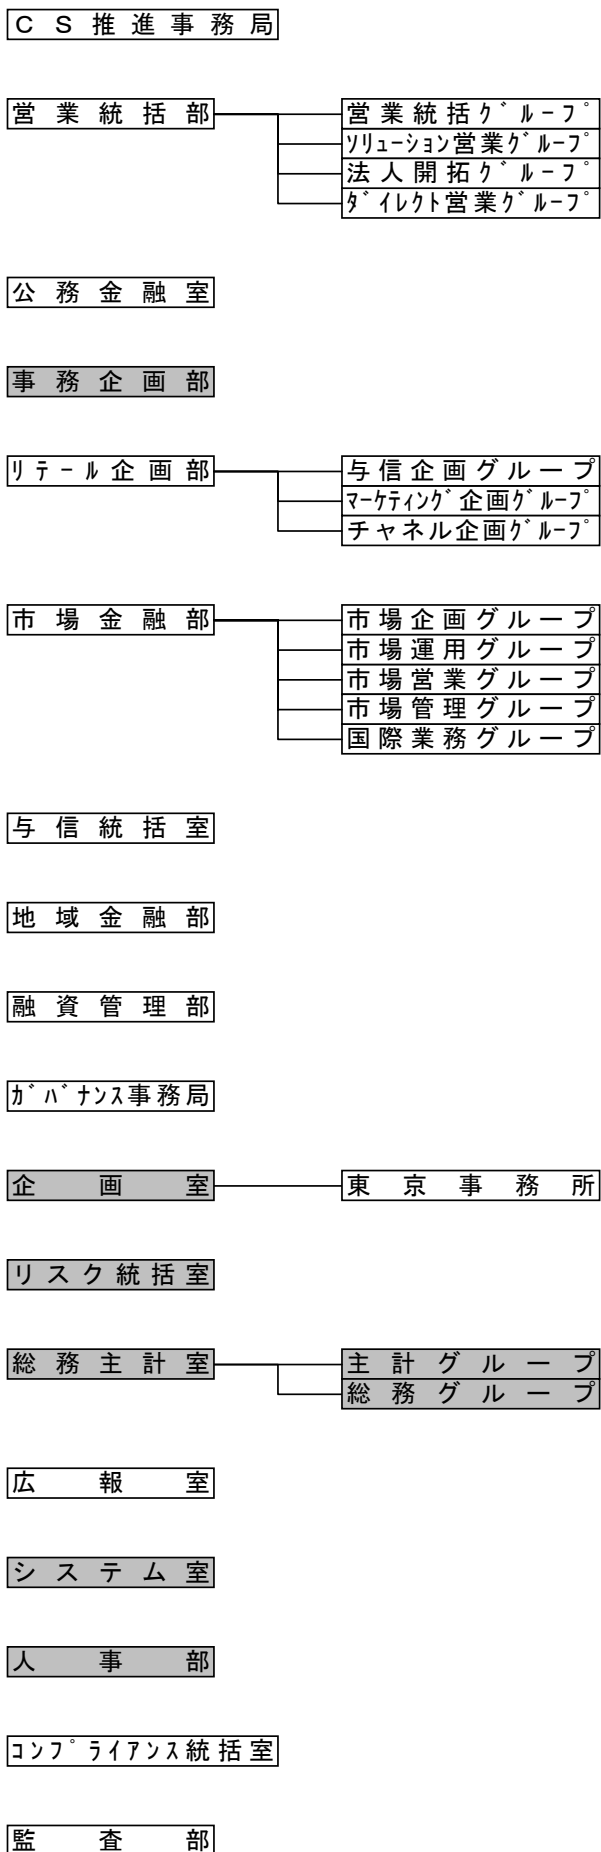 CS推進事務局
営業統括部 営業統括ｸﾞﾙｰﾌﾟ
ｿﾘｭｰｼｮﾝ営業ｸﾞﾙｰﾌﾟ
法人開拓ｸﾞﾙｰﾌﾟ
ﾀﾞｲﾚｸﾄ営業ｸﾞﾙｰﾌﾟ
公務金融室
事務企画部
ﾘﾃｰﾙ企画部 与信企画グループ
ﾏｰｹﾃｨﾝｸﾞ企画ｸﾞﾙｰﾌﾟ
チャネル企画ｸﾞﾙｰﾌﾟ
市場金融部 市場企画グループ
市場運用グループ
市場営業グループ
市場管理グループ
国際業務グループ
与信統括室
地域金融部
融資管理部
ｶﾞﾊﾞﾅﾝｽ事務局
企画室 東京事務所
リスク統括室
総務主計室 主計グループ
総務グループ
広報室
システム室
人事部
ｺﾝﾌﾟﾗｲｱﾝｽ統括室
監査部